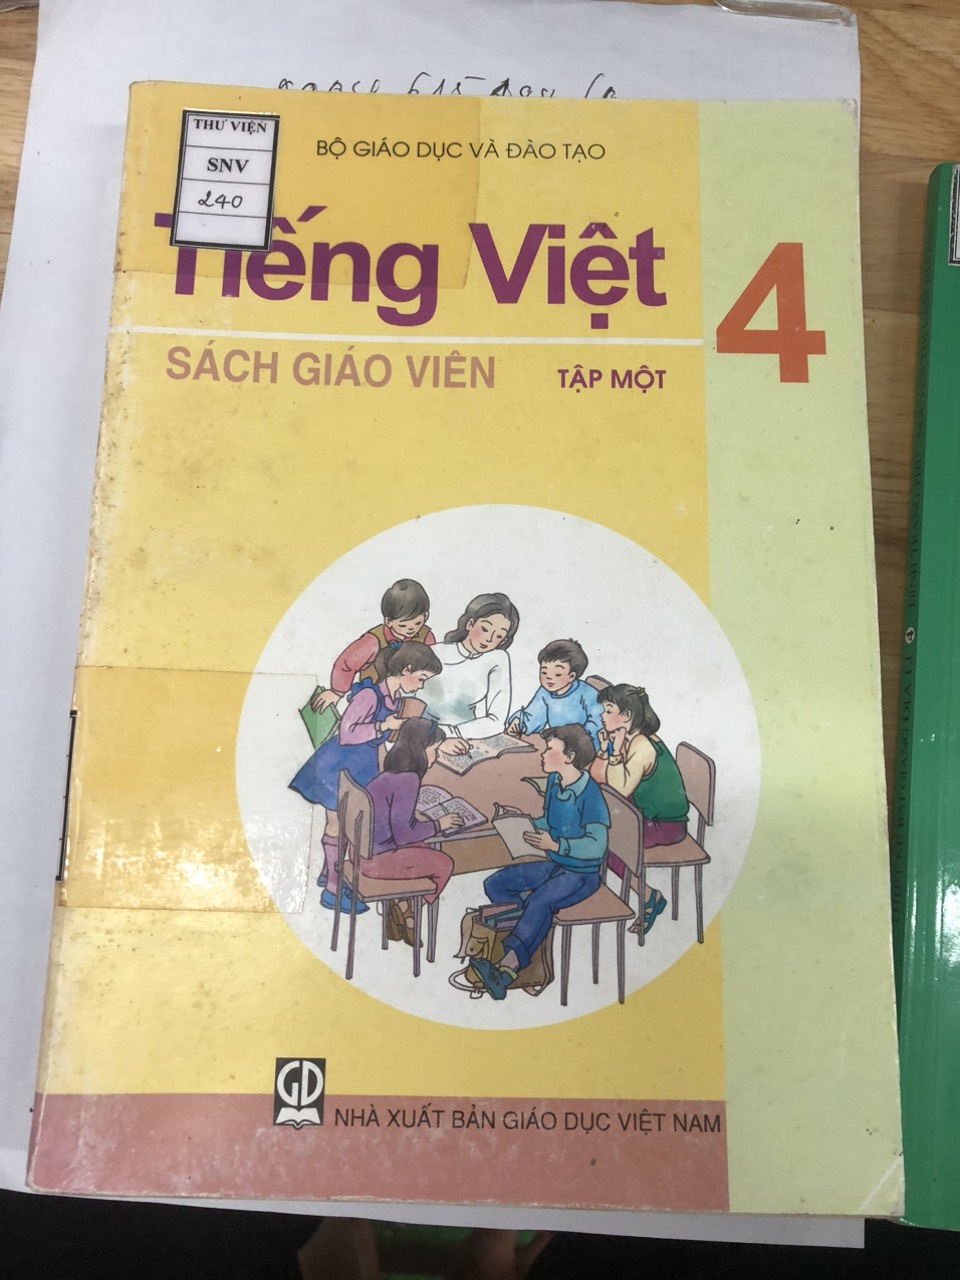 THƯ VIỆN
SNV
240
BỘ GIÁO DỤC VÀ ĐÀO TẠO
Tiếng Việt
4
SÁCH GIÁO VIÊN
TẬP MỘT
GD
NHÀ XUẤT BẢN GIÁO DỤC VIỆT NAM